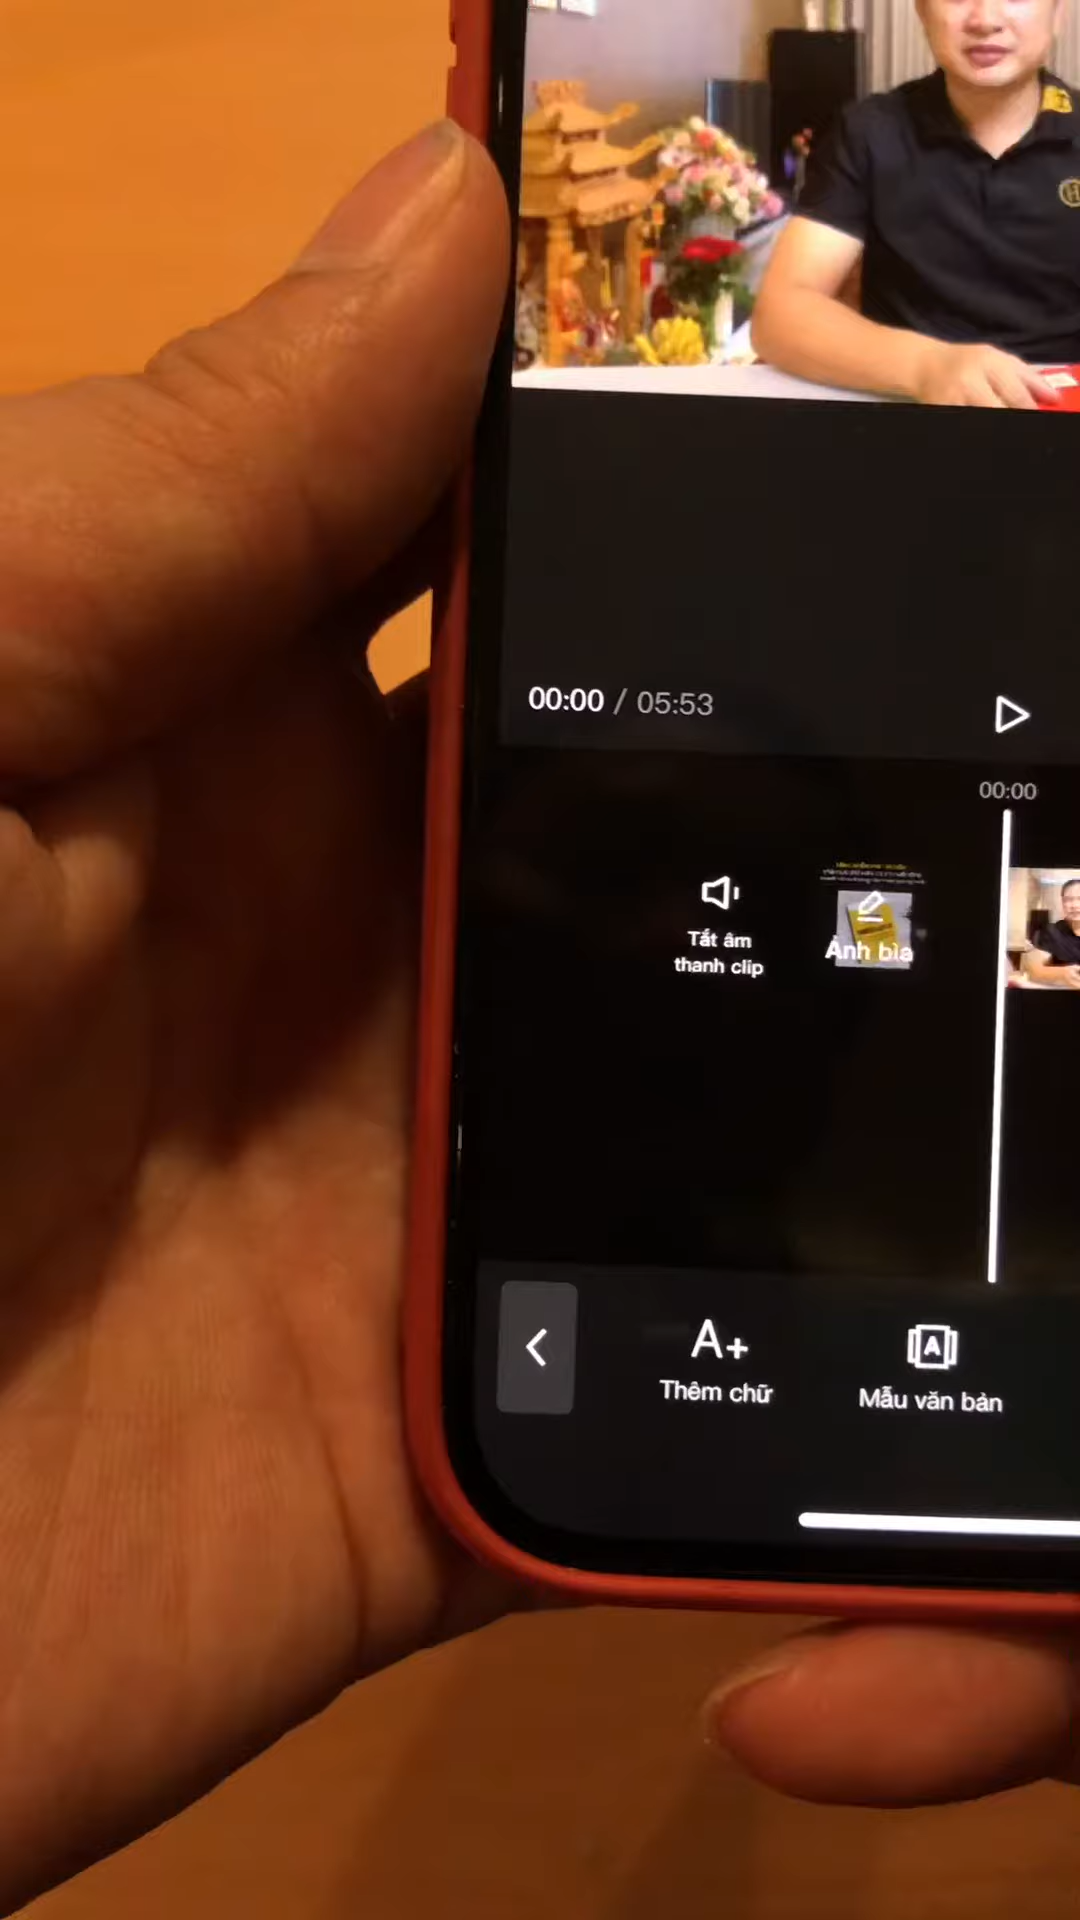 00:00 / 05:53
00:00
Tắt âm
thanh clip
Ảnh bìa
A+
Thêm chữ
A
Mẫu văn bản